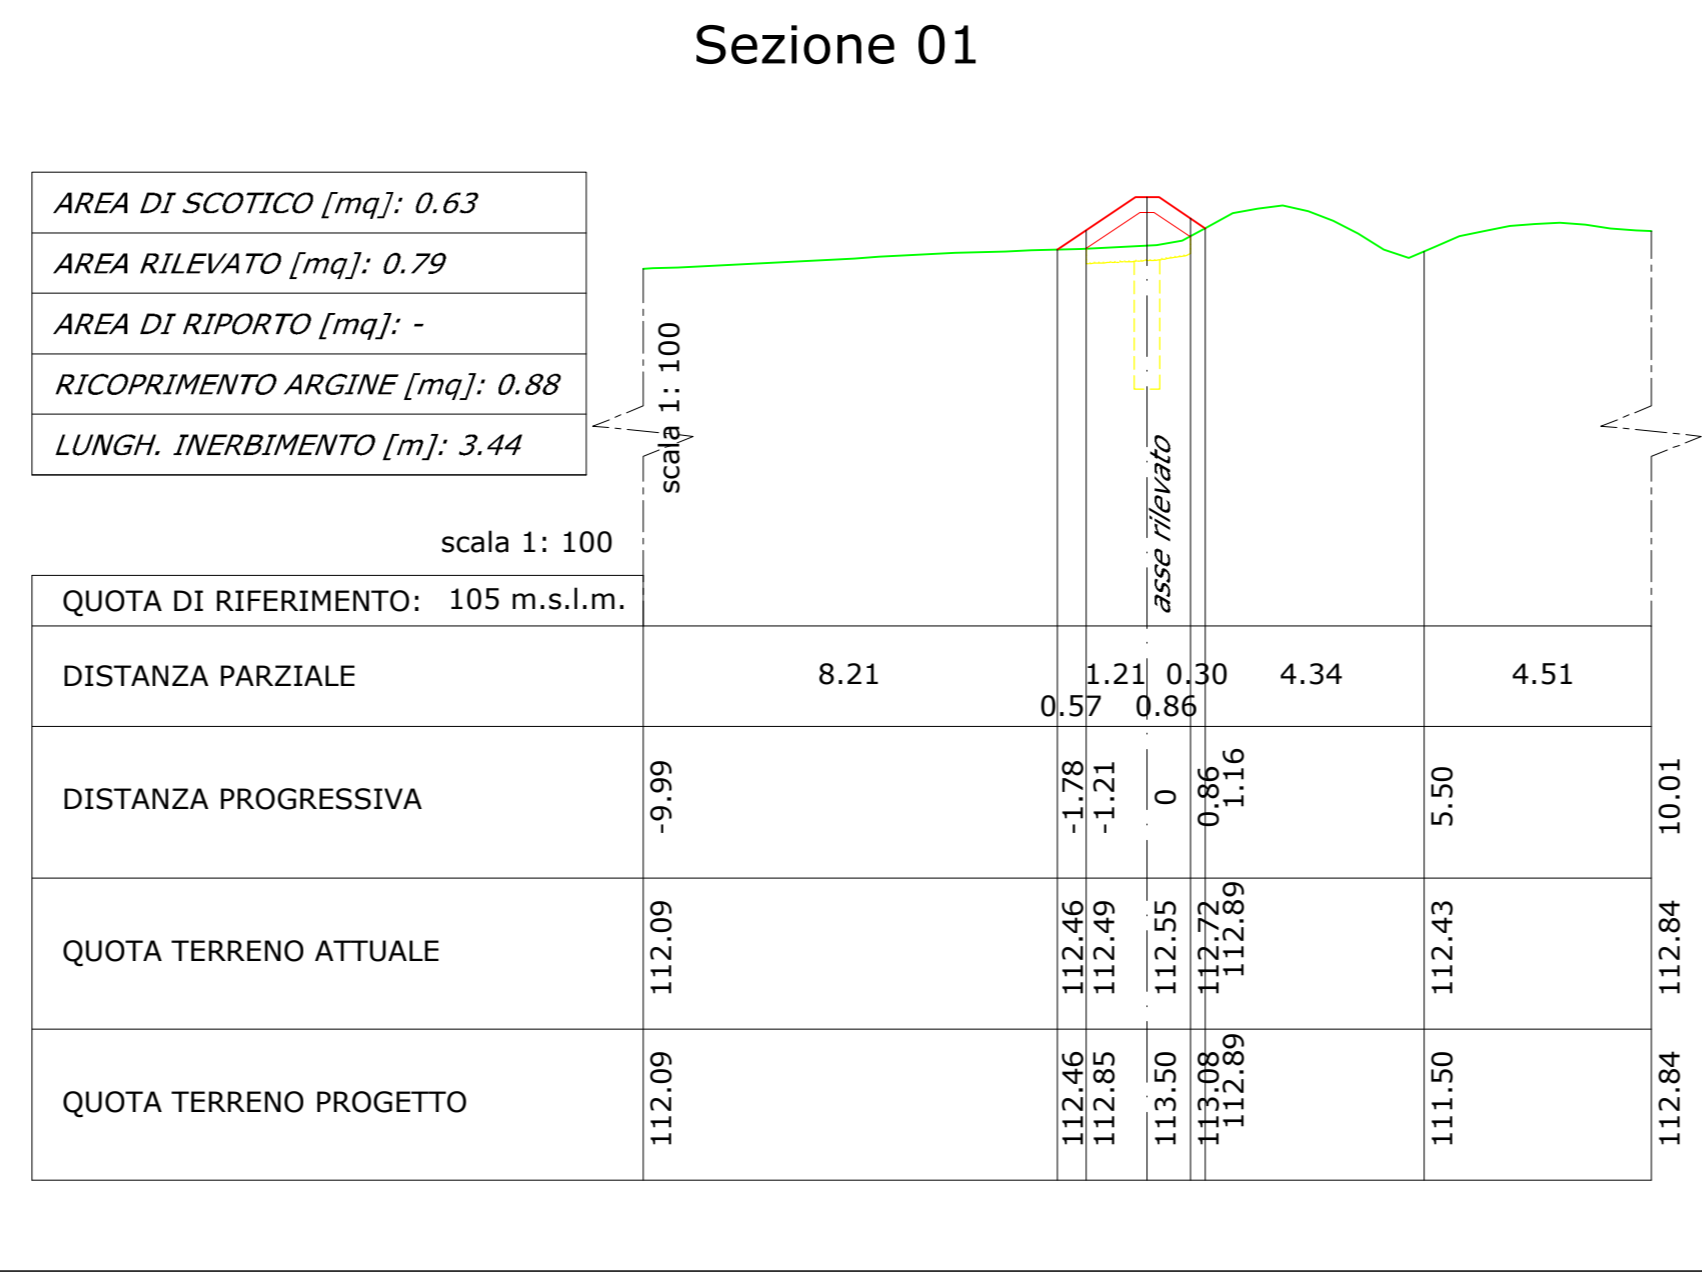 Sezione 01
AREA DI SCOTICO [mq]: 0.63
AREA RILEVATO [mq]: 0.79
AREA DI RIPORTO [mq]: -
RICOPRIMENTO ARGINE [mq]: 0.88
LUNGH. INERBIMENTO [m]: 3.44
scala 1: 100
scala 1: 100
asse rilevato
QUOTA DI RIFERIMENTO: 105 m.s.l.m.
DISTANZA PARZIALE 8.21 1.21 0.30 4.34 4.51
0.57 0.86
DISTANZA PROGRESSIVA -9.99 -1.78 -1.21 0 0.86 1.16 5.50 10.01
QUOTA TERRENO ATTUALE 112.09 112.46 112.49 112.55 112.72 112.89 112.43 112.84
QUOTA TERRENO PROGETTO 112.09 112.46 112.85 113.50 113.08 112.89 111.50 112.84